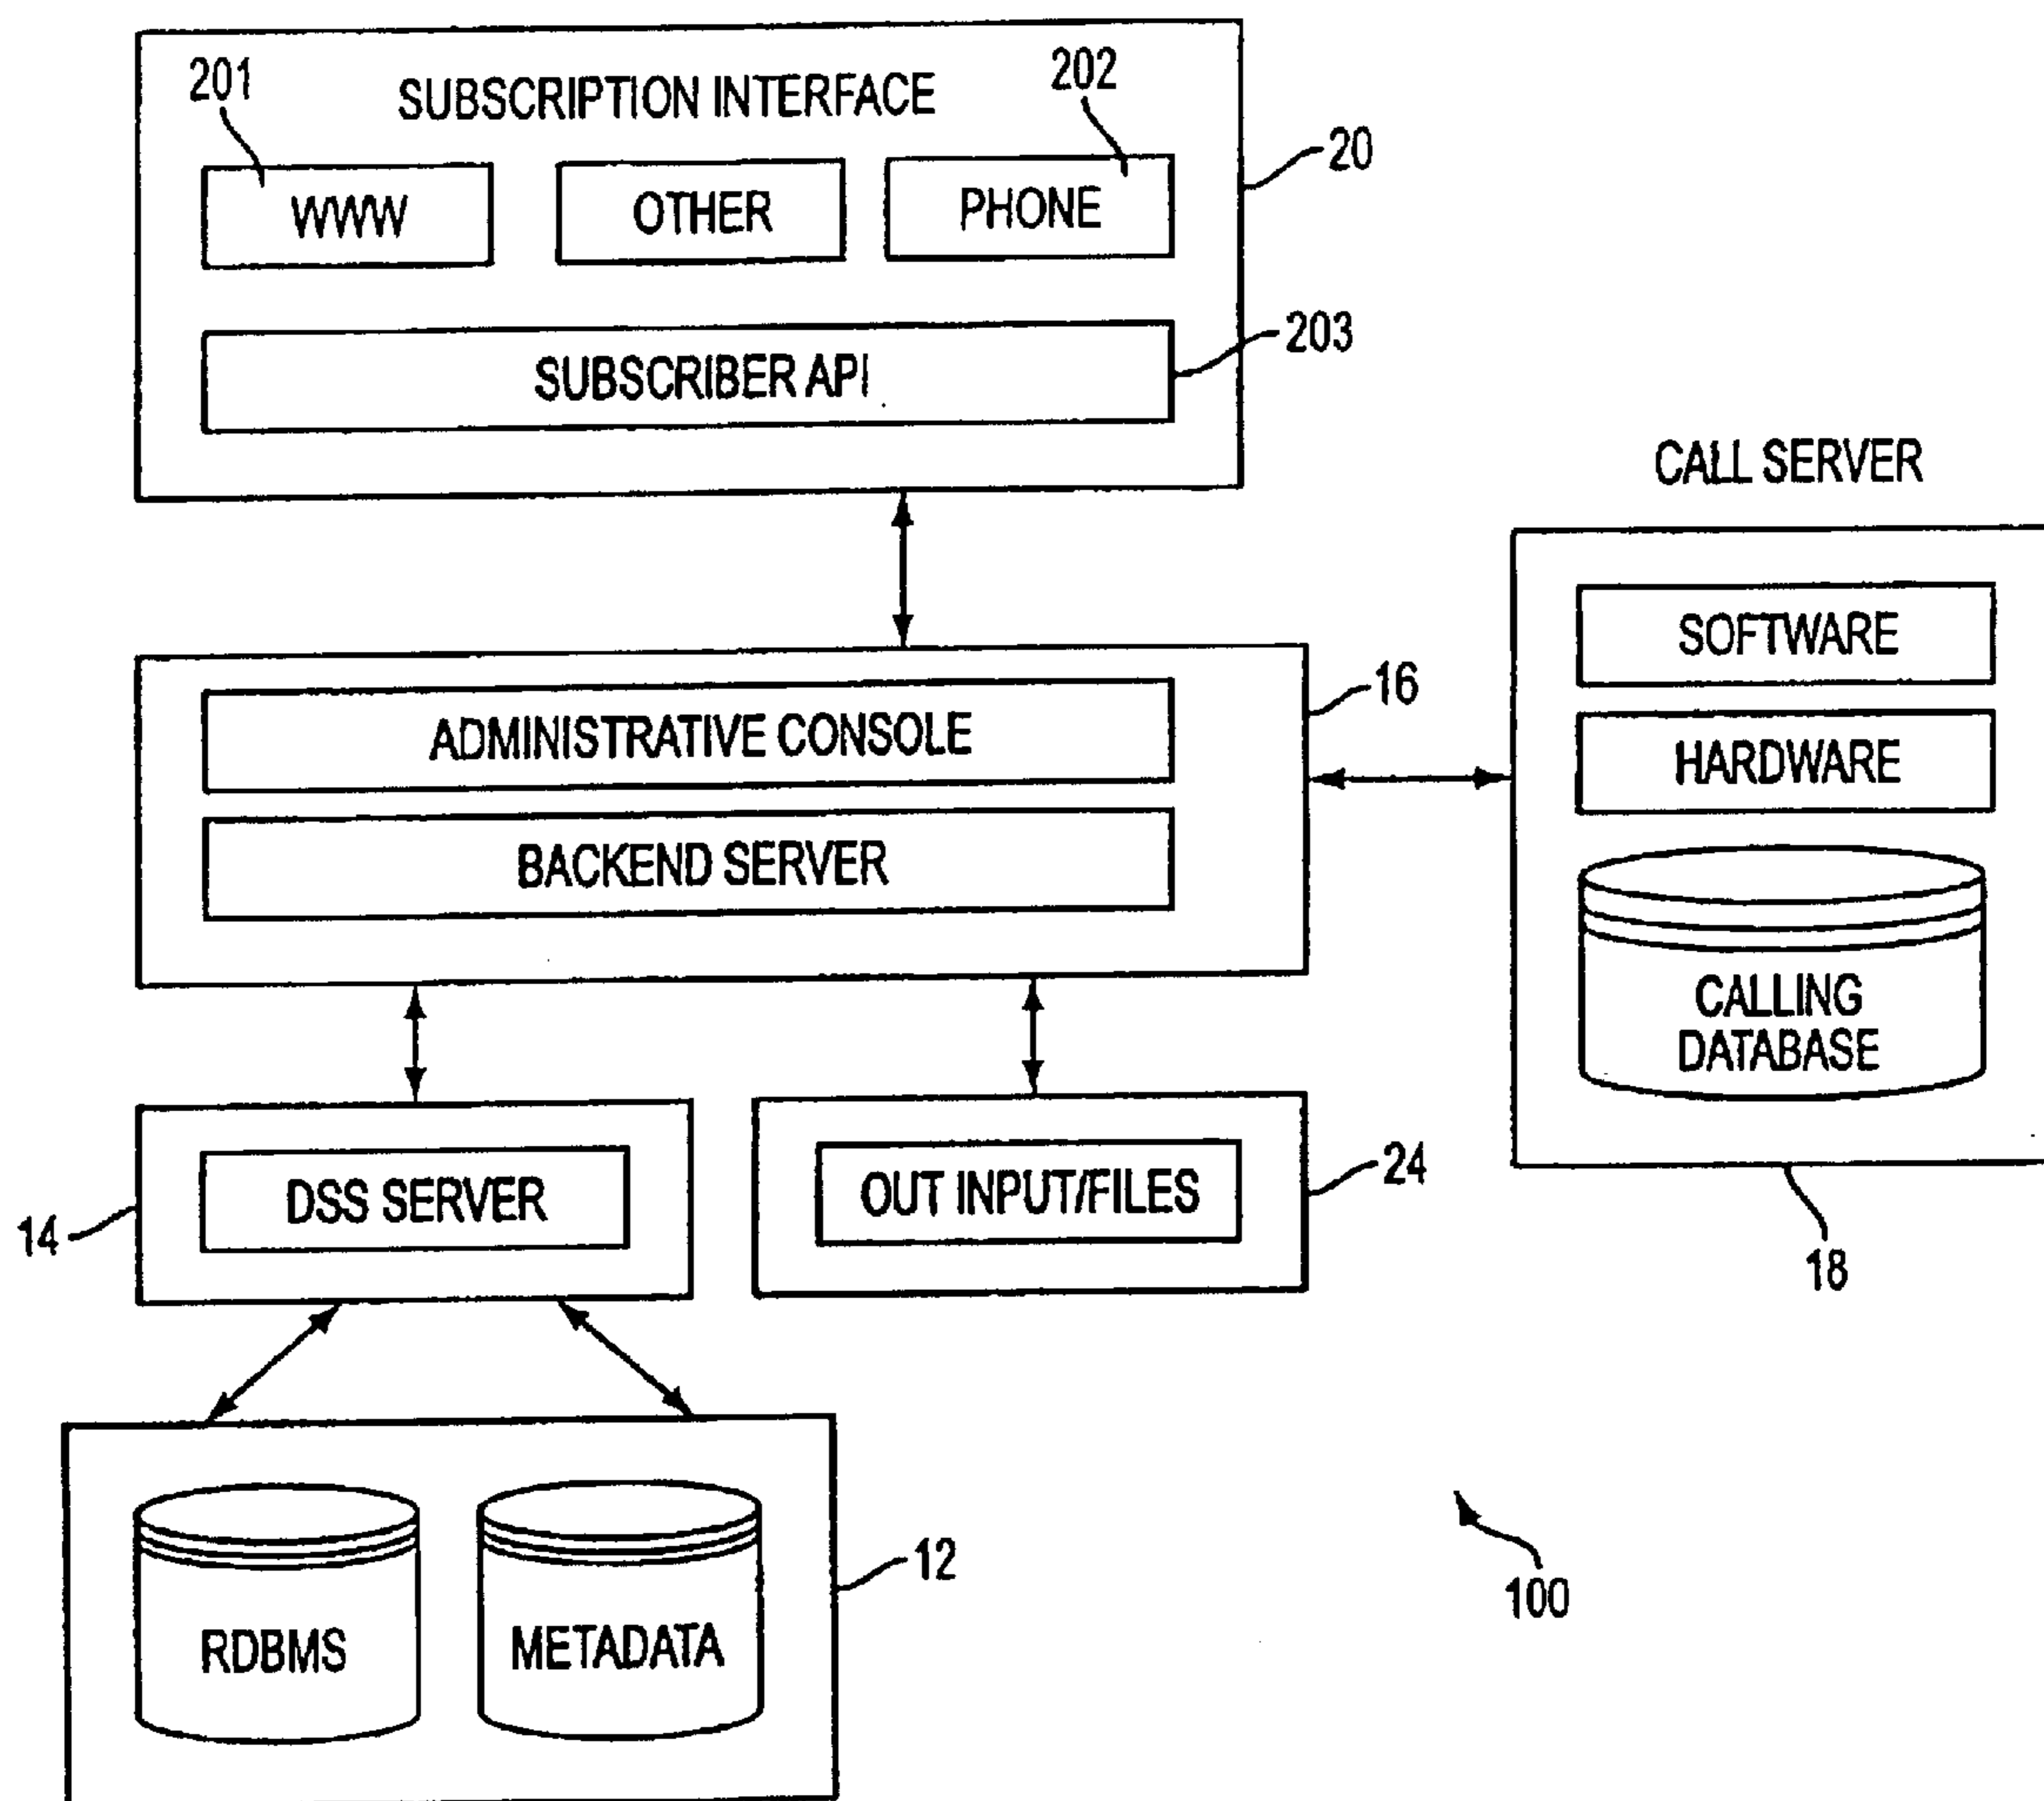 201
SUBSCRIPTION INTERFACE
202
20
WWW
OTHER
PHONE
203
SUBSCRIBER API
CALL SERVER
16
ADMINISTRATIVE CONSOLE
BACKEND SERVER
SOFTWARE
HARDWARE
CALLING
DATABASE
18
14
DSS SERVER
OUT INPUT/FILES
24
RDBMS
METADATA
12
100